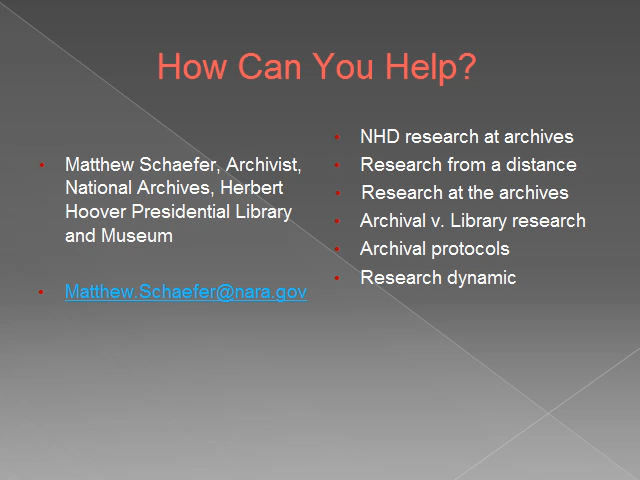 How Can You Help?
• Matthew Schaefer, Archivist,
National Archives, Herbert
Hoover Presidential Library
and Museum
• Matthew.Schaefer@nara.gov
• NHD research at archives
• Research from a distance
• Research at the archives
• Archival v. Library research
• Archival protocols
• Research dynamic